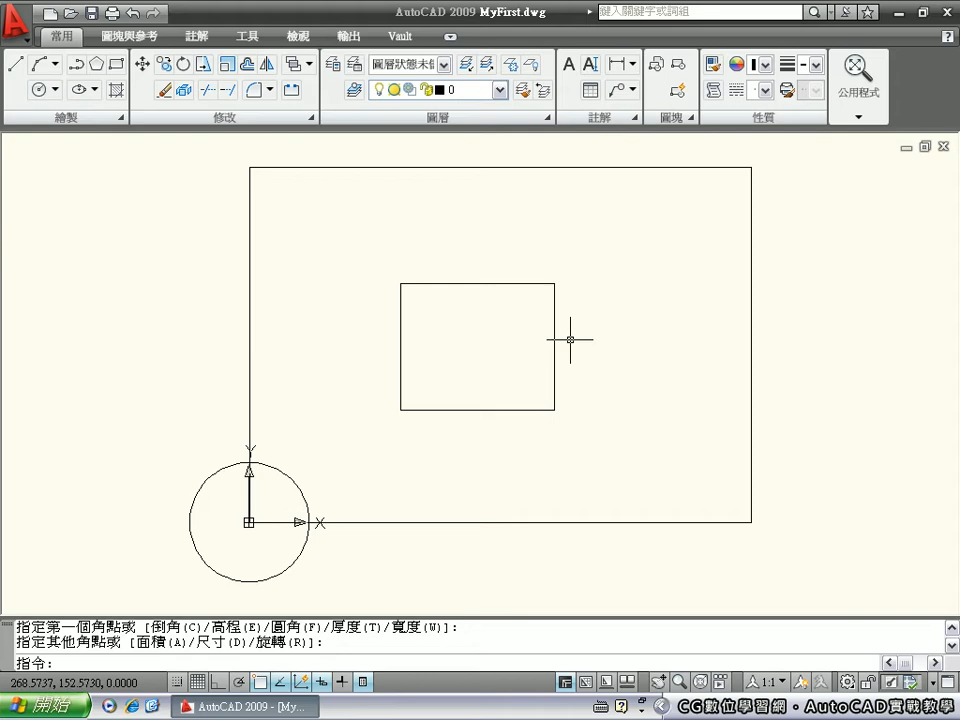 AutoCAD 2009 MyFirst.dwg
鍵入關鍵字或詞組
常用 圖塊與參考 註解 工具 檢視 輸出 Vault
圖層狀態未
0
公用程式
繪製 修改 圖層 註解 圖塊 性質
Y
X
指定第一個角點或 [倒角(C)/高程(E)/圓角(F)/厚度(T)/寬度(W)]:
指定其他角點或 [面積(A)/尺寸(D)/旋轉(R)]:
指令:
268.5737, 152.5730, 0.0000
1:1
開始
AutoCAD 2009 - [My...
CG數位學習網 · AutoCAD實戰教學